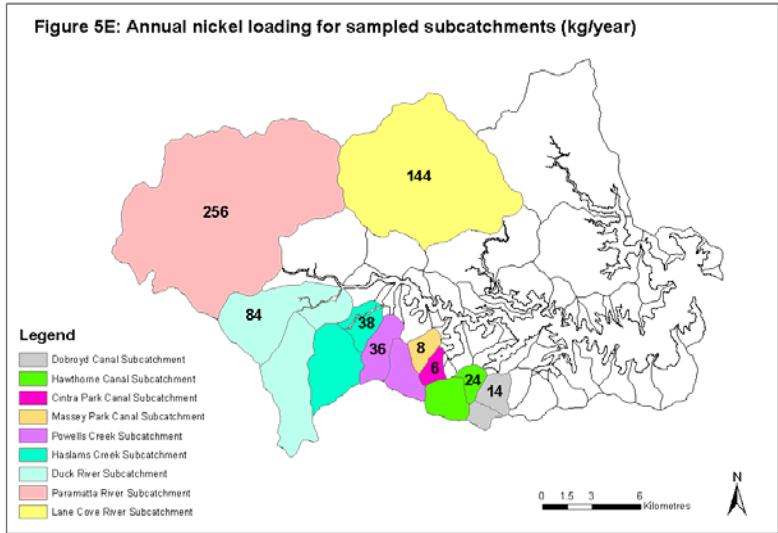 Figure 5E: Annual nickel loading for sampled subcatchments (kg/year)
144
256
84
38
36
8
6
24
14
Legend
Dobroyd Canal Subcatchment
Hawthorne Canal Subcatchment
Cintra Park Canal Subcatchment
Massey Park Canal Subcatchment
Powells Creek Subcatchment
Haslams Creek Subcatchment
Duck River Subcatchment
Paramatta River Subcatchment
Lane Cove River Subcatchment
N
0 1.5 3 6
Kilometres